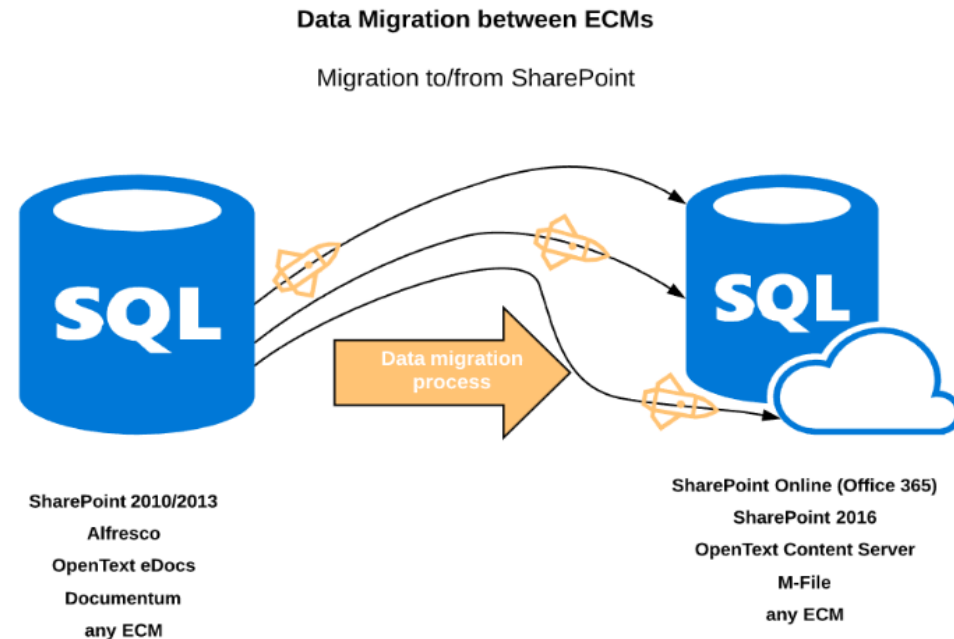 Data Migration between ECMs
Migration to/from SharePoint
SQL
SQL
Data migration
process
SharePoint 2010/2013
Alfresco
OpenText eDocs
Documentum
any ECM
SharePoint Online (Office 365)
SharePoint 2016
OpenText Content Server
M-File
any ECM